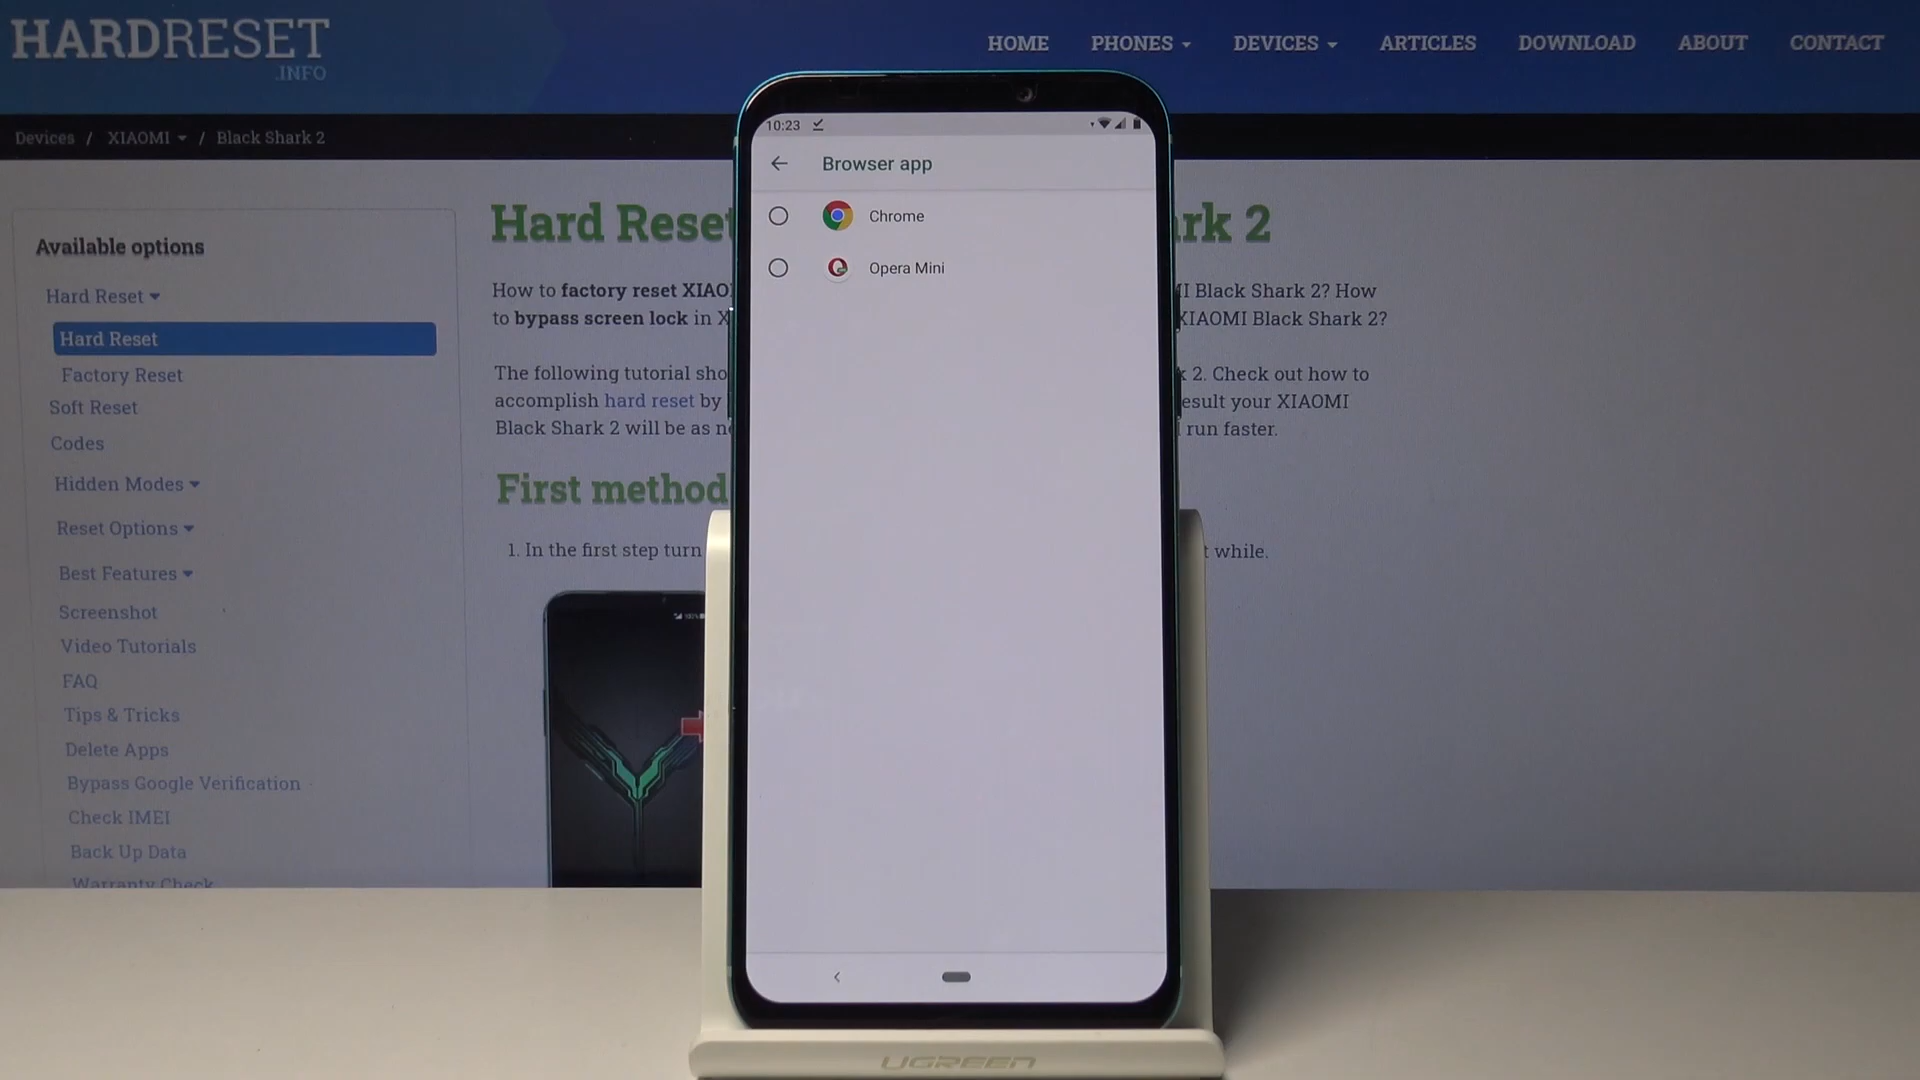 HARDRESET
.INFO
HOME PHONES DEVICES ARTICLES DOWNLOAD ABOUT CONTACT
Devices / XIAOMI / Black Shark 2
Available options
Hard Reset
Hard Reset
Factory Reset
Soft Reset
Codes
Hidden Modes
Reset Options
Best Features
Screenshot
Video Tutorials
FAQ
Tips & Tricks
Delete Apps
Bypass Google Verification
Check IMEI
Back Up Data
Warranty Check
Hard Reset rk 2
How to factory reset XIAO I Black Shark 2? How
to bypass screen lock in X XIAOMI Black Shark 2?
The following tutorial sho k 2. Check out how to
accomplish hard reset by esult your XIAOMI
Black Shark 2 will be as n run faster.
First method
1. In the first step turn t while.
10:23
Browser app
Chrome
Opera Mini
UGREEN